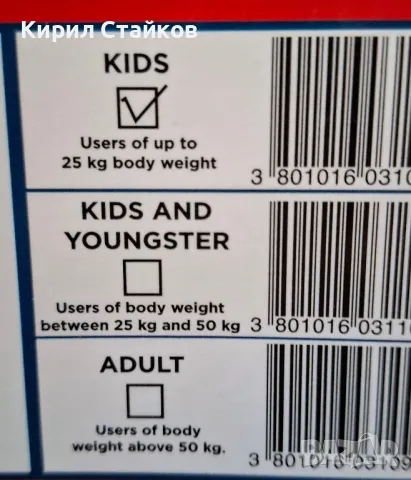 Кирил Стайков
KIDS
Users of up to
25 kg body weight
3 801016 0310
KIDS AND
YOUNGSTER
Users of body weight
between 25 kg and 50 kg
3 801016 03110
ADULT
Users of body
weight above 50 kg.
3 801016 03109